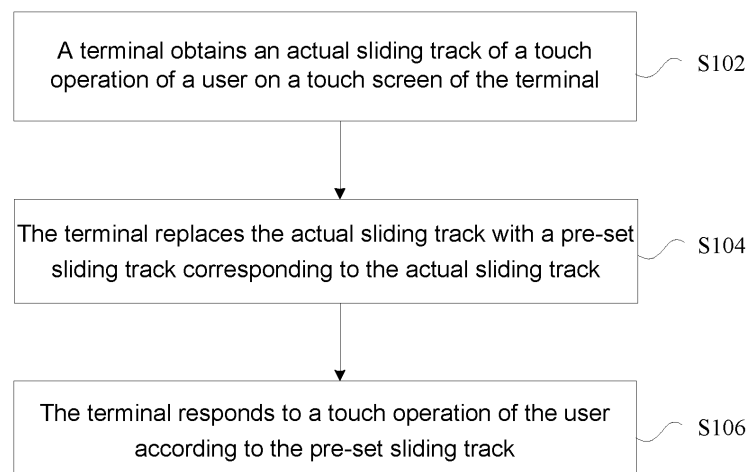 A terminal obtains an actual sliding track of a touch
operation of a user on a touch screen of the terminal
S102
The terminal replaces the actual sliding track with a pre-set
sliding track corresponding to the actual sliding track
S104
The terminal responds to a touch operation of the user
according to the pre-set sliding track
S106